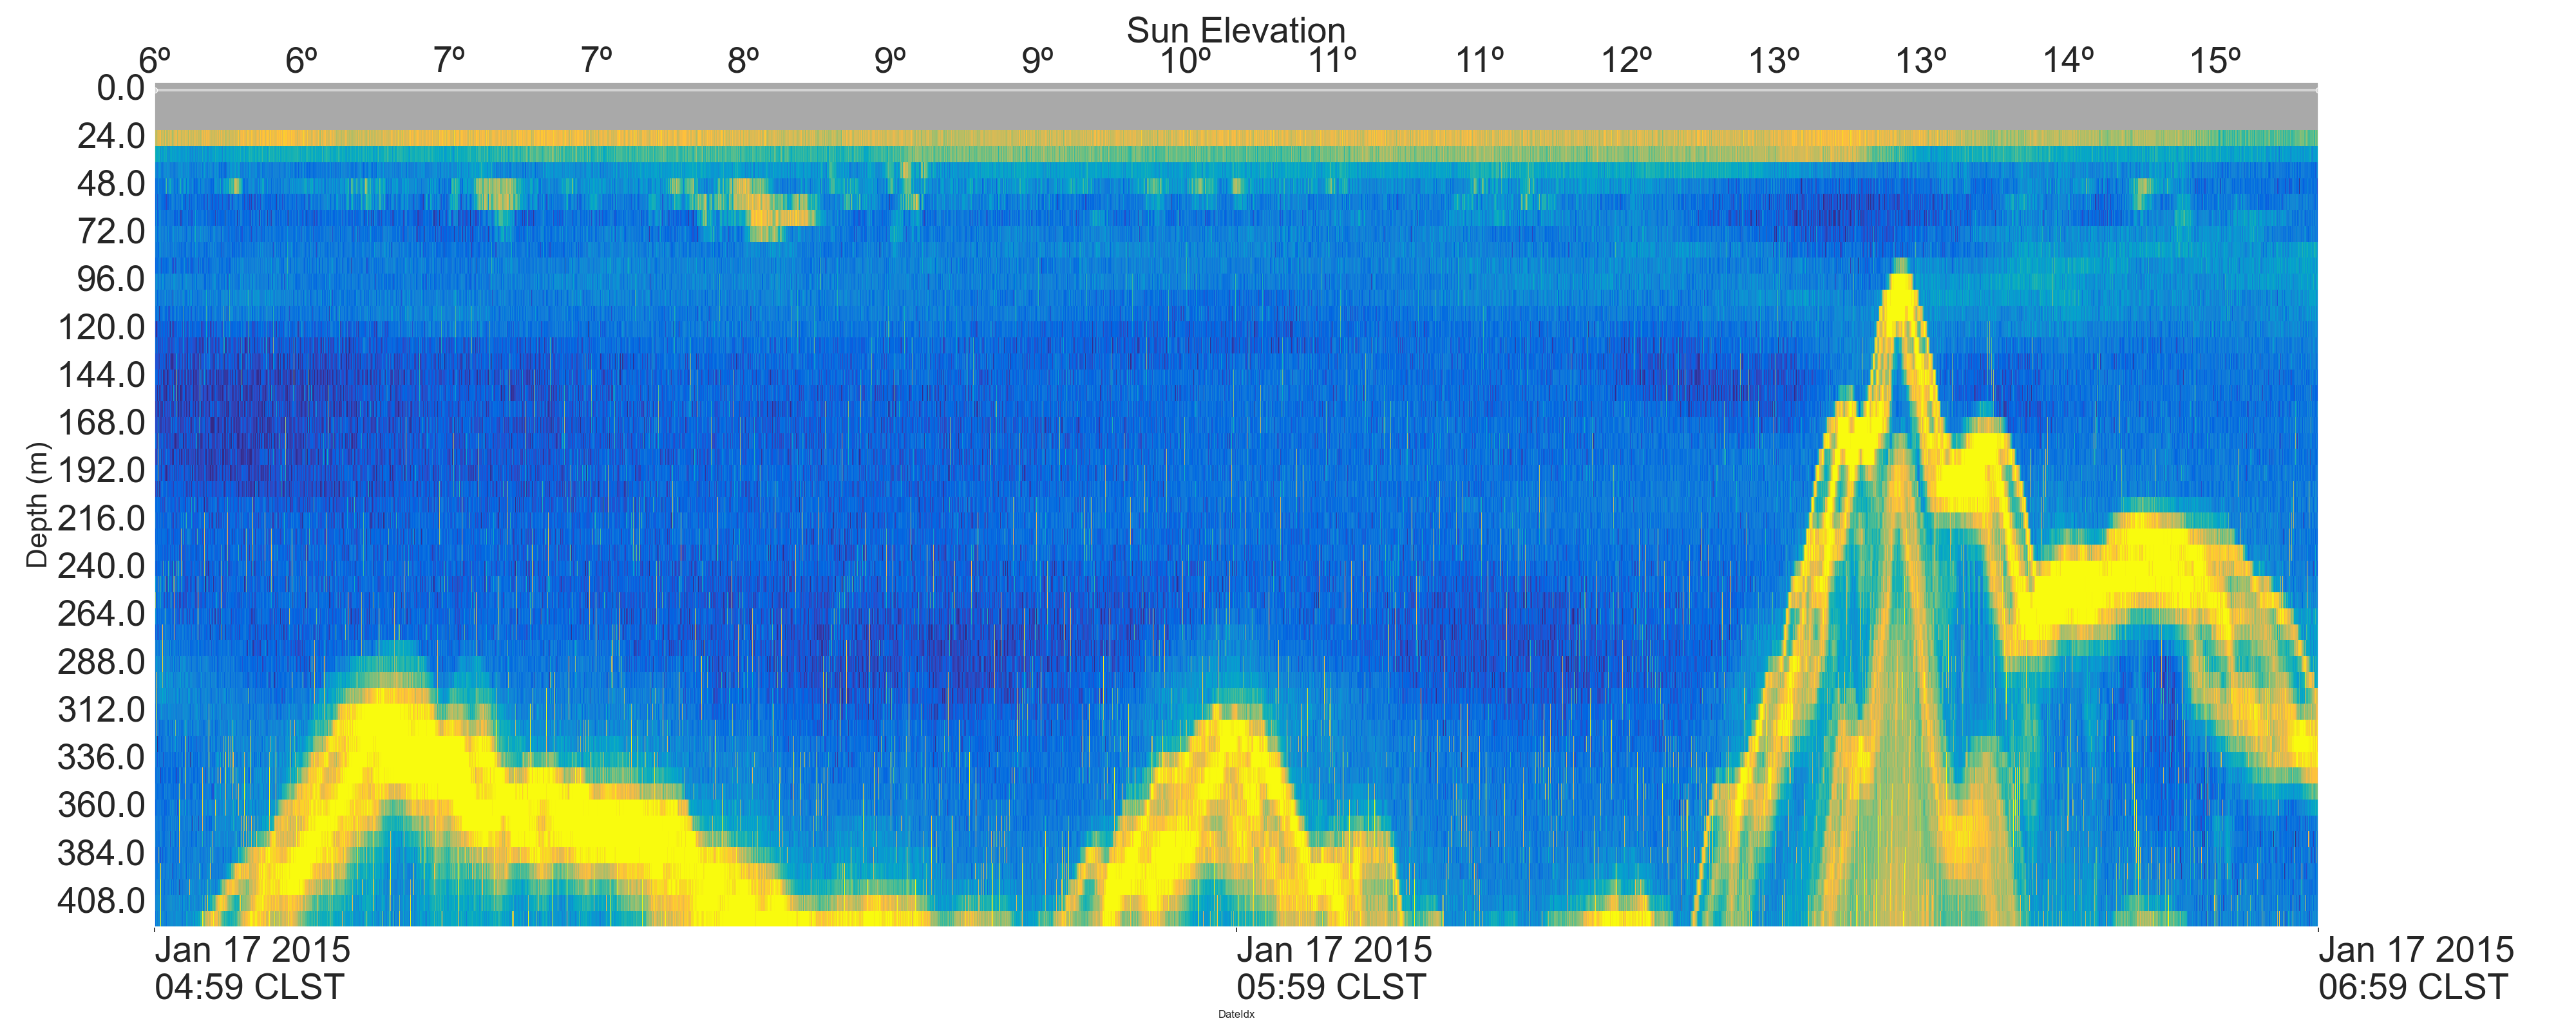 Sun Elevation
6º 6º 7º 7º 8º 9º 9º 10º 11º 11º 12º 13º 13º 14º 15º
0.0
24.0
48.0
72.0
96.0
120.0
144.0
168.0
192.0
216.0
240.0
264.0
288.0
312.0
336.0
360.0
384.0
408.0
Depth (m)
Jan 17 2015
04:59 CLST
Jan 17 2015
05:59 CLST
Jan 17 2015
06:59 CLST
DateIdx